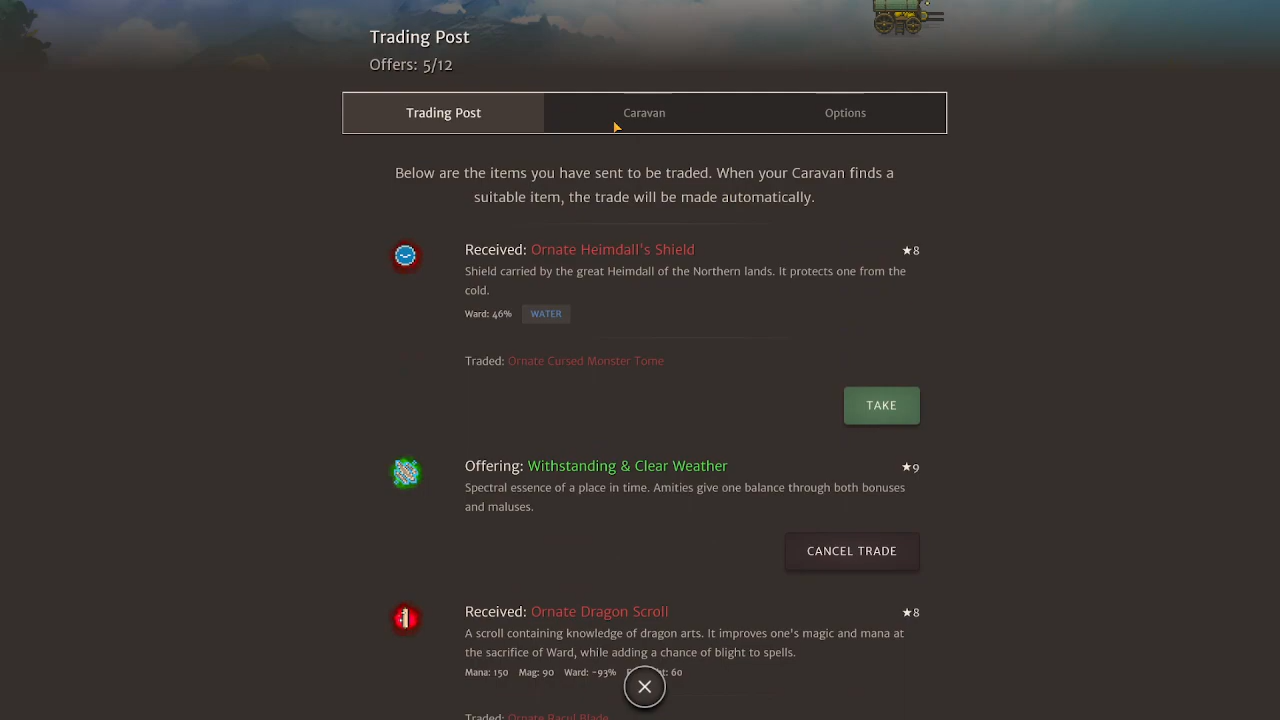 Trading Post
Offers: 5/12
Trading Post
Caravan
Options
Below are the items you have sent to be traded. When your Caravan finds a
suitable item, the trade will be made automatically.
Received: Ornate Heimdall's Shield
★8
Shield carried by the great Heimdall of the Northern lands. It protects one from the
cold.
Ward: 46% WATER
Traded: Ornate Cursed Monster Tome
TAKE
Offering: Withstanding & Clear Weather
★9
Spectral essence of a place in time. Amities give one balance through both bonuses
and maluses.
CANCEL TRADE
Received: Ornate Dragon Scroll
★8
A scroll containing knowledge of dragon arts. It improves one's magic and mana at
the sacrifice of Ward, while adding a chance of blight to spells.
Mana: 150 Mag: 90 Ward: -93% 60
Traded: Ornate Racul Blade